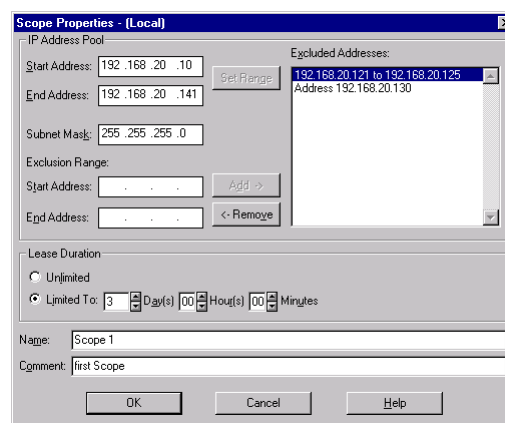 Scope Properties - (Local)
IP Address Pool
Start Address: 192 .168 .20 .10
Set Range
End Address: 192 .168 .20 .141
Subnet Mask: 255 .255 .255 .0
Excluded Addresses:
192.168.20.121 to 192.168.20.125
Address 192.168.20.130
Exclusion Range:
Start Address: . . .
Add ->
End Address: . . .
<- Remove
Lease Duration
Unlimited
Limited To: 3 Day(s) 00 Hour(s) 00 Minutes
Name: Scope 1
Comment: first Scope
OK Cancel Help